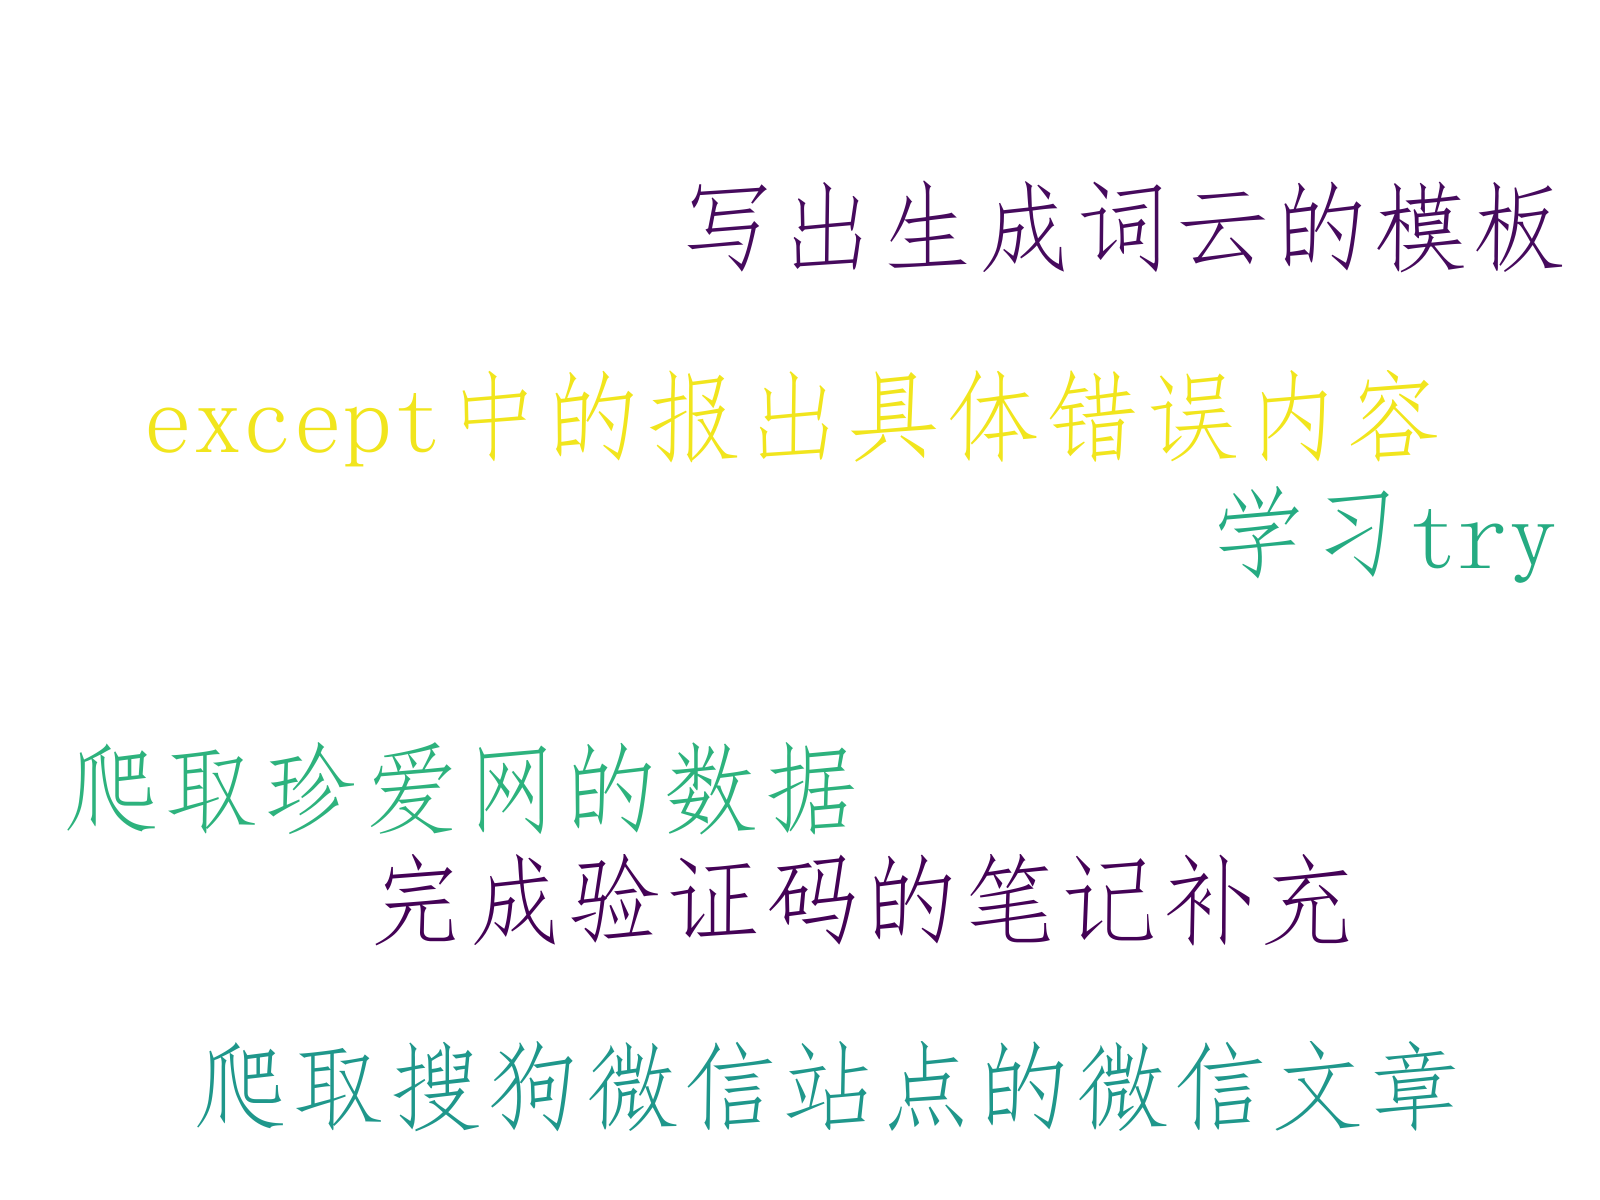 写出生成词云的模板
except中的报出具体错误内容
学习try
爬取珍爱网的数据
完成验证码的笔记补充
爬取搜狗微信站点的微信文章